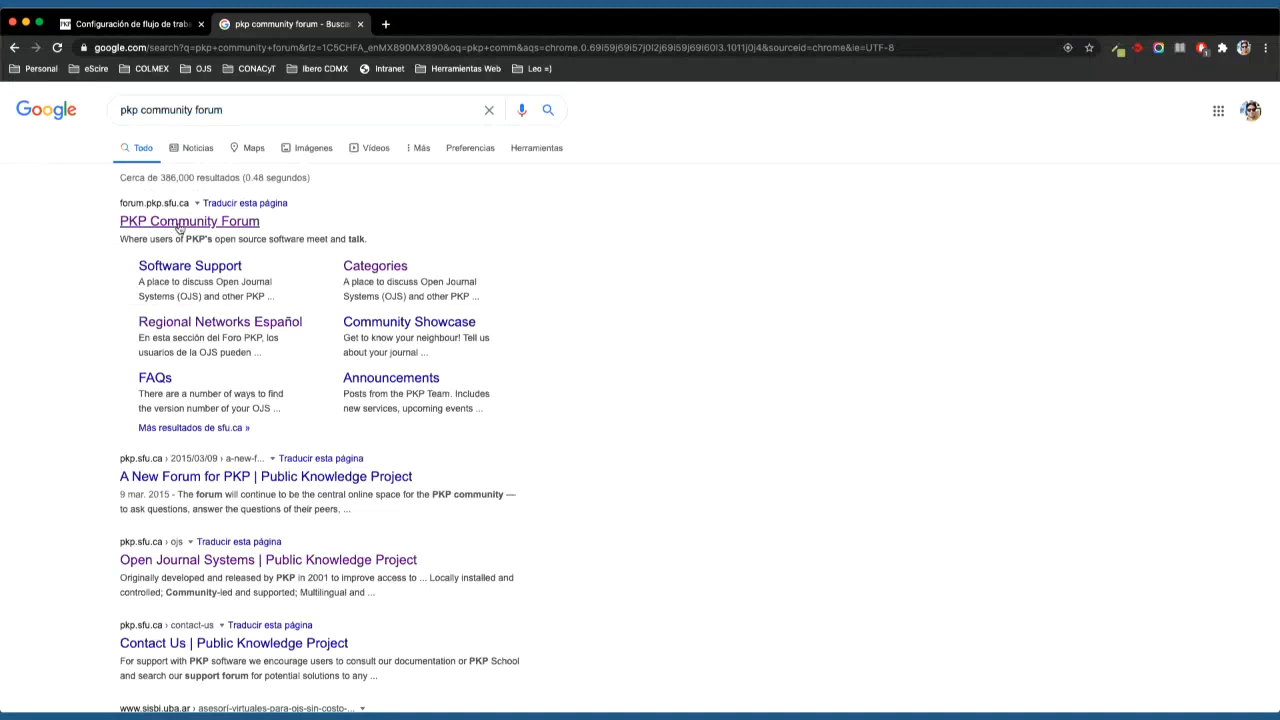 PKP Configuración de flujo de traba
pkp community forum - Busca
google.com/search?q=pkp+community+forum&rlz=1C5CHFA_enMX890MX890&oq=pkp+comm&aqs=chrome.0.69i59j69i57j0l2j69i59j69i60l3.1011j0j4&sourceid=chrome&ie=UTF-8
Personal eScire COLMEX OJS CONACyT Ibero CDMX Intranet Herramientas Web Leo =)
Google
pkp community forum
Todo Noticias Maps Imágenes Vídeos Más Preferencias Herramientas
Cerca de 386,000 resultados (0.48 segundos)
forum.pkp.sfu.ca Traducir esta página
PKP Community Forum
Where users of PKP's open source software meet and talk.
Software Support
A place to discuss Open Journal
Systems (OJS) and other PKP ...
Categories
A place to discuss Open Journal
Systems (OJS) and other PKP ...
Regional Networks Español
En esta sección del Foro PKP, los
usuarios de la OJS pueden ...
Community Showcase
Get to know your neighbour! Tell us
about your journal ...
FAQs
There are a number of ways to find
the version number of your OJS ...
Announcements
Posts from the PKP Team. Includes
new services, upcoming events ...
Más resultados de sfu.ca »
pkp.sfu.ca › 2015/03/09 › a-new-f... Traducir esta página
A New Forum for PKP | Public Knowledge Project
9 mar. 2015 - The forum will continue to be the central online space for the PKP community —
to ask questions, answer the questions of their peers, ...
pkp.sfu.ca › ojs Traducir esta página
Open Journal Systems | Public Knowledge Project
Originally developed and released by PKP in 2001 to improve access to ... Locally installed and
controlled; Community-led and supported; Multilingual and ...
pkp.sfu.ca › contact-us Traducir esta página
Contact Us | Public Knowledge Project
For support with PKP software we encourage users to consult our documentation or PKP School
and search our support forum for potential solutions to any ...
www.sisbi.uba.ar › asesorí-virtuales-para-ojs-sin-costo-...